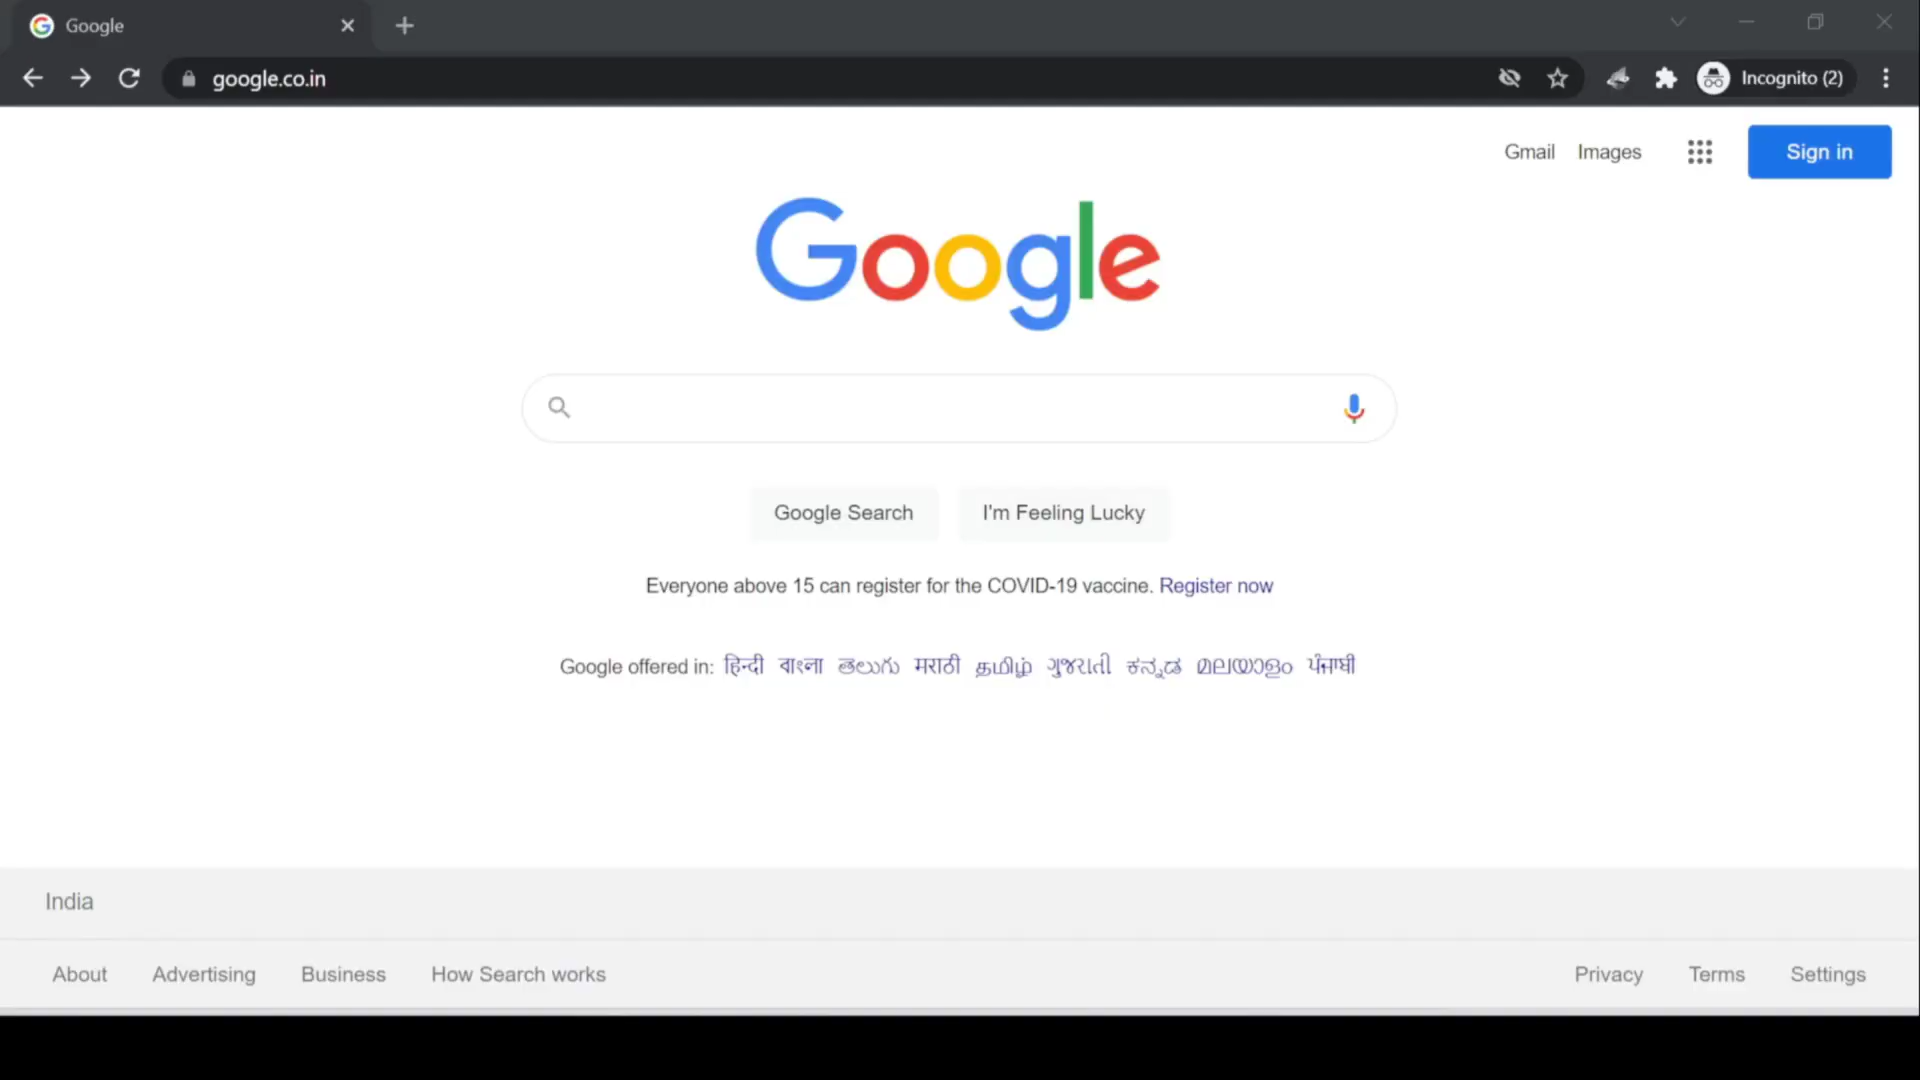 Google
google.co.in
Incognito (2)
Gmail Images Sign in
Google
Google Search I'm Feeling Lucky
Everyone above 15 can register for the COVID-19 vaccine. Register now
Google offered in: हिन्दी বাংলা తెలుగు मराठी தமிழ் ગુજરાતી ಕನ್ನಡ മലയാളം ਪੰਜਾਬੀ
India
About Advertising Business How Search works Privacy Terms Settings